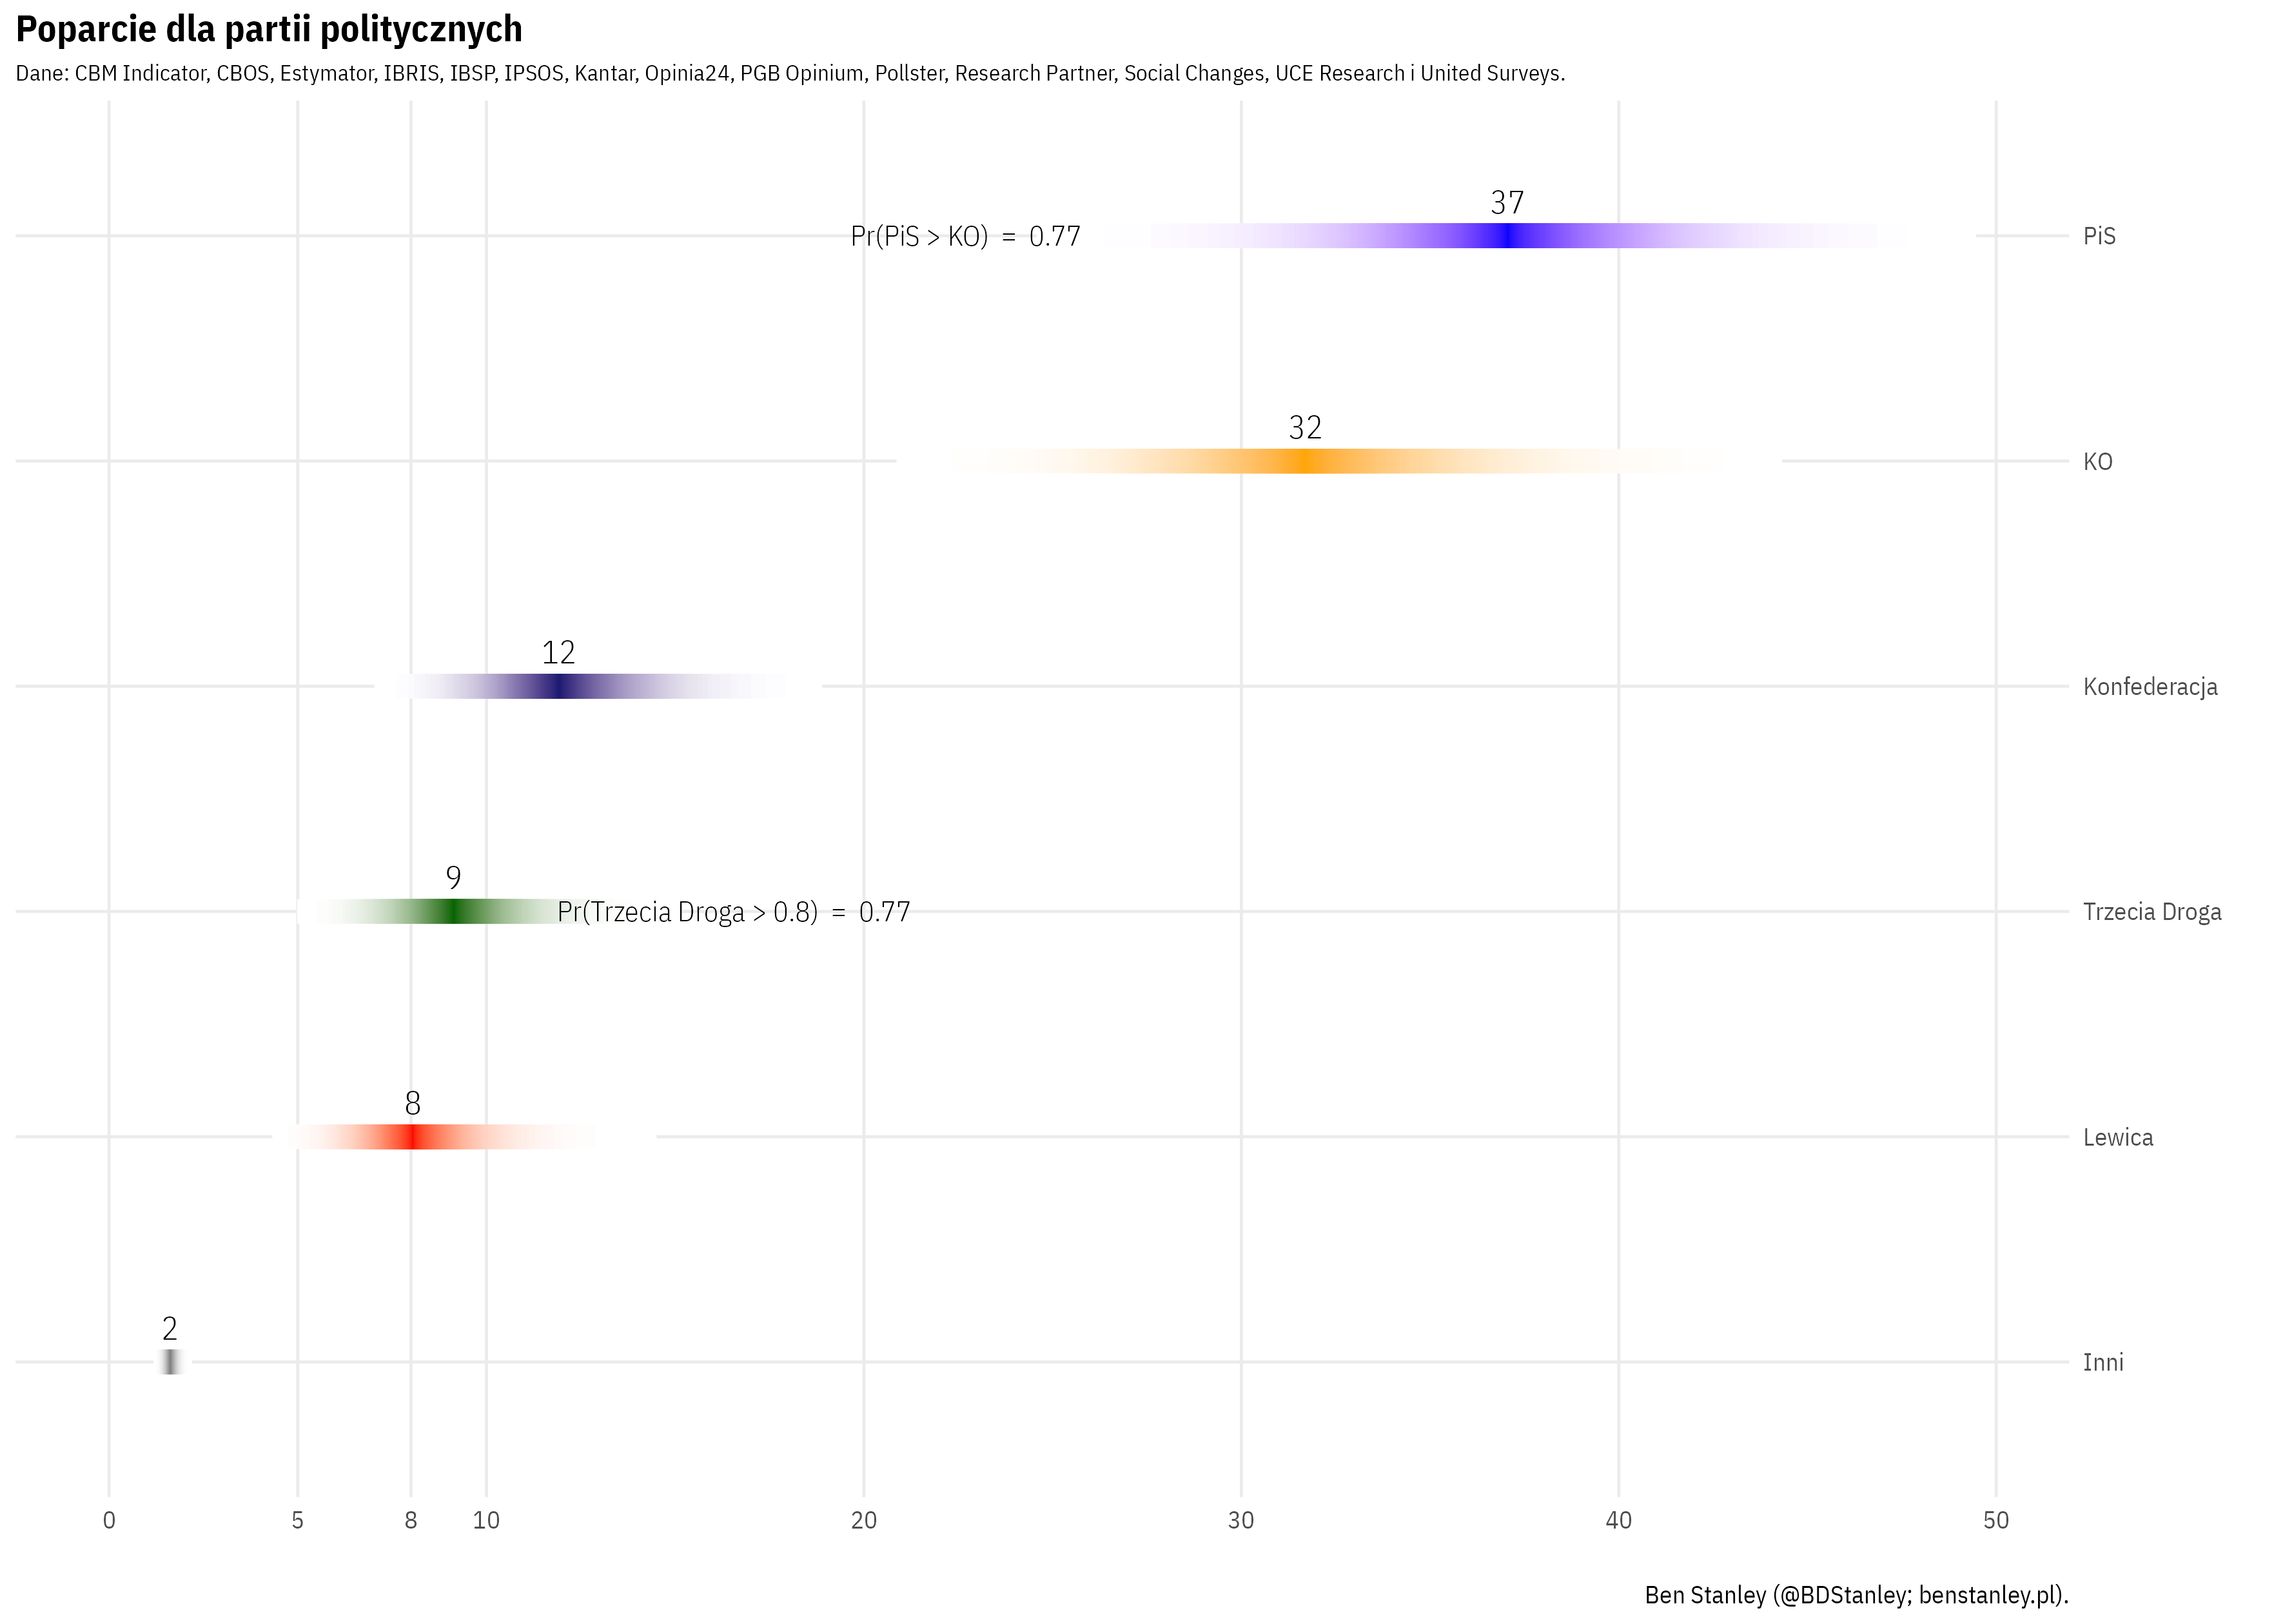 Poparcie dla partii politycznych
Dane: CBM Indicator, CBOS, Estymator, IBRIS, IBSP, IPSOS, Kantar, Opinia24, PGB Opinium, Pollster, Research Partner, Social Changes, UCE Research i United Surveys.
37
Pr(PiS > KO) = 0.77
PiS
32
KO
12
Konfederacja
9
Pr(Trzecia Droga > 0.8) = 0.77
Trzecia Droga
8
Lewica
2
Inni
0 5 8 10 20 30 40 50
Ben Stanley (@BDStanley; benstanley.pl).